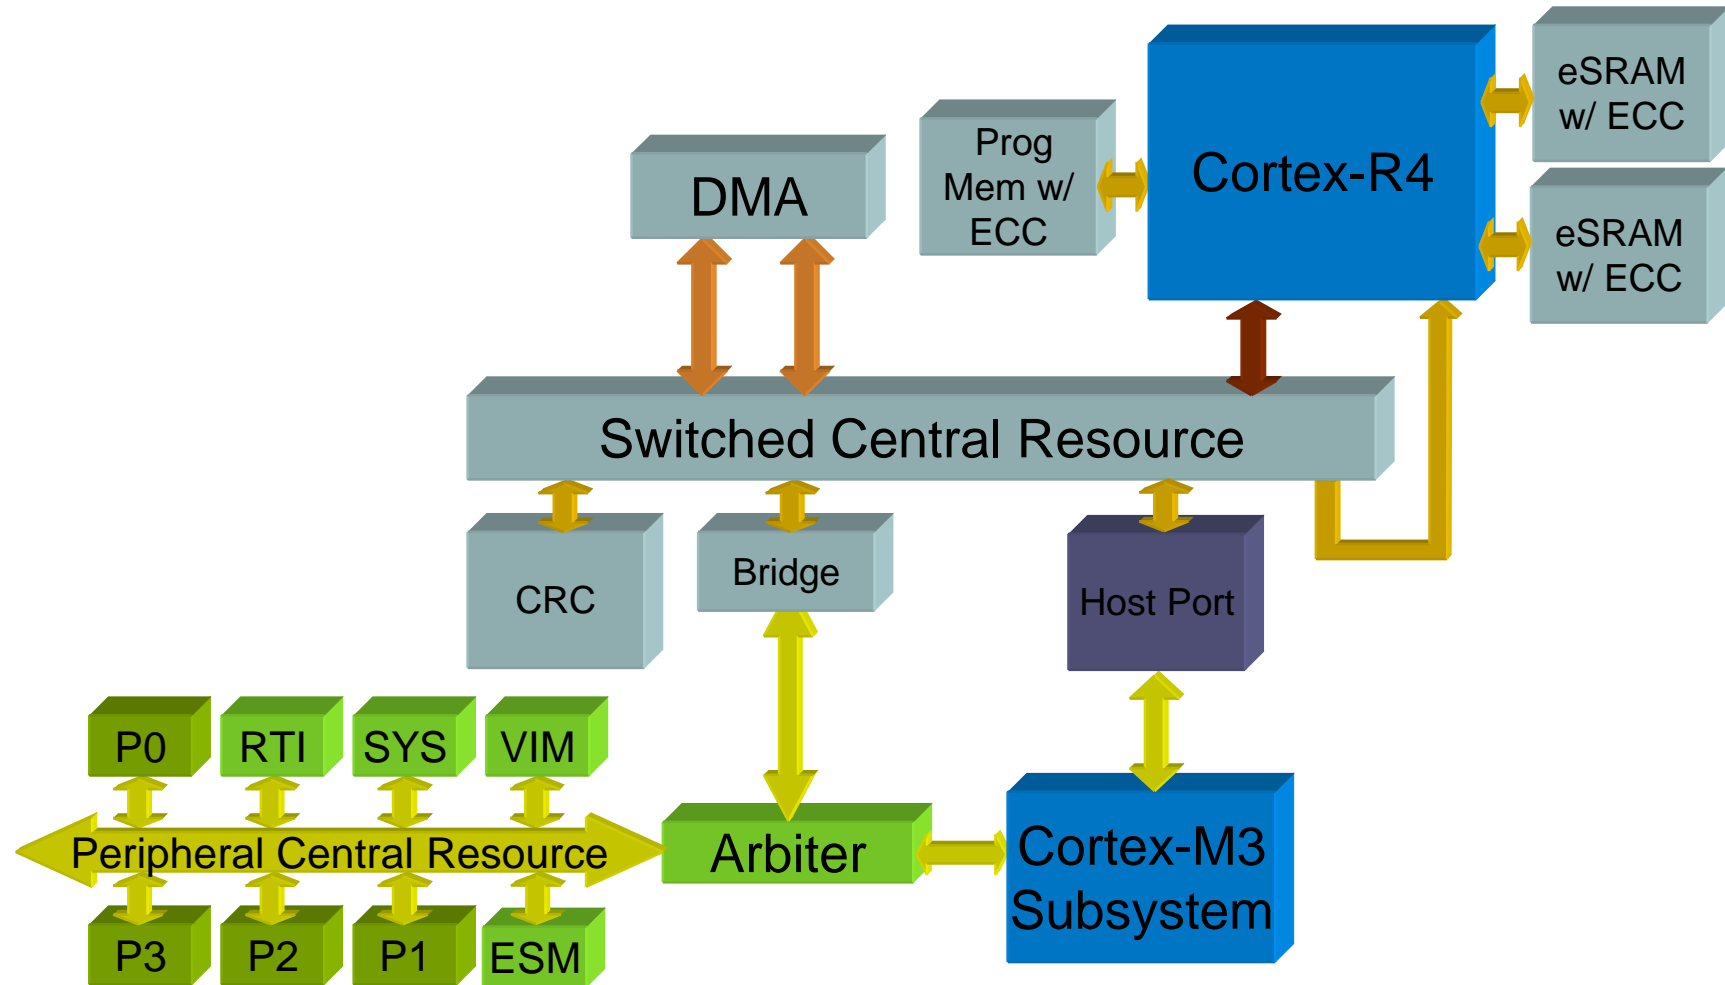 eSRAM
w/ ECC
Prog
Mem w/
ECC
Cortex-R4
DMA
eSRAM
w/ ECC
Switched Central Resource
CRC
Bridge
Host Port
P0
RTI
SYS
VIM
Peripheral Central Resource
Arbiter
Cortex-M3
Subsystem
P3
P2
P1
ESM